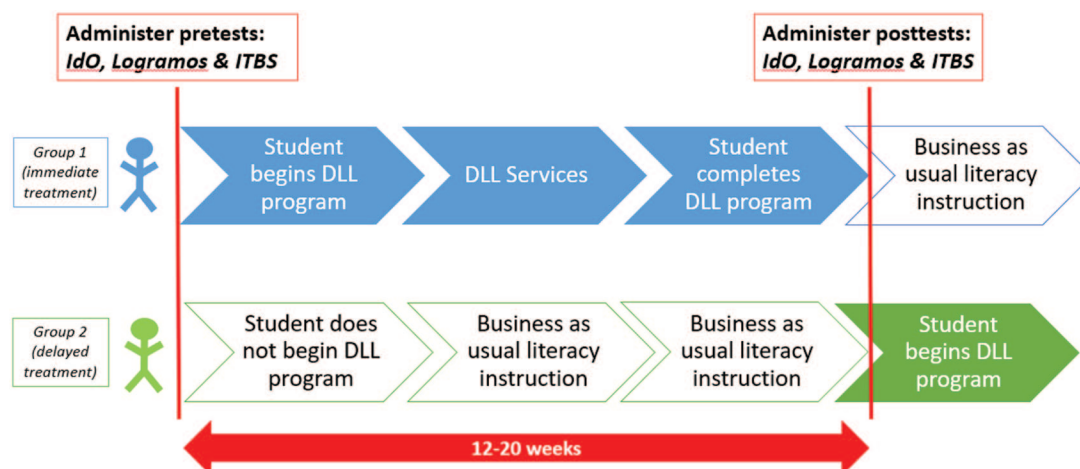 Administer pretests:
IdO, Logramos & ITBS
Administer posttests:
IdO, Logramos & ITBS
Group 1
(immediate
treatment)
Student
begins DLL
program
DLL Services
Student
completes
DLL program
Business as
usual literacy
instruction
Group 2
(delayed
treatment)
Student does
not begin DLL
program
Business as
usual literacy
instruction
Business as
usual literacy
instruction
Student
begins DLL
program
12-20 weeks